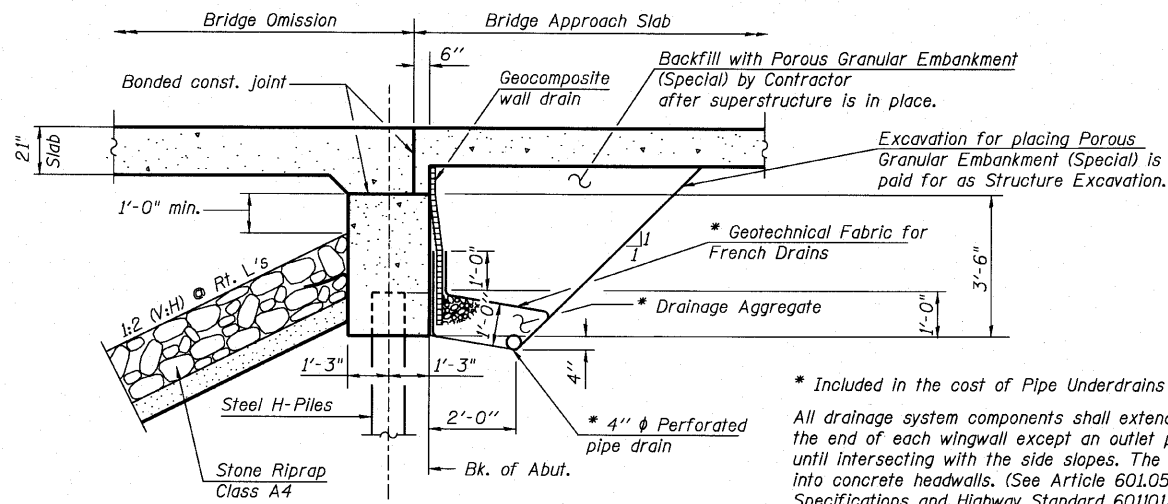 Bridge Omission
Bridge Approach Slab
6"
Bonded const. joint
Geocomposite
wall drain
Backfill with Porous Granular Embankment
(Special) by Contractor
after superstructure is in place.
Excavation for placing Porous
Granular Embankment (Special) is
paid for as Structure Excavation.
21"
Slab
1'-0" min.
1:2 (V:H) @ Rt. L's
1
1
* Geotechnical Fabric for
French Drains
* Drainage Aggregate
3'-6"
1'-0"
1'-0"
1'-0"
4"
1'-3"
1'-3"
2'-0"
Steel H-Piles
* 4" ϕ Perforated
pipe drain
Bk. of Abut.
Stone Riprap
Class A4
* Included in the cost of Pipe Underdrains
All drainage system components shall extend
the end of each wingwall except an outlet p
until intersecting with the side slopes. The
into concrete headwalls. (See Article 601.05
Specifications and Highway Standard 601101.